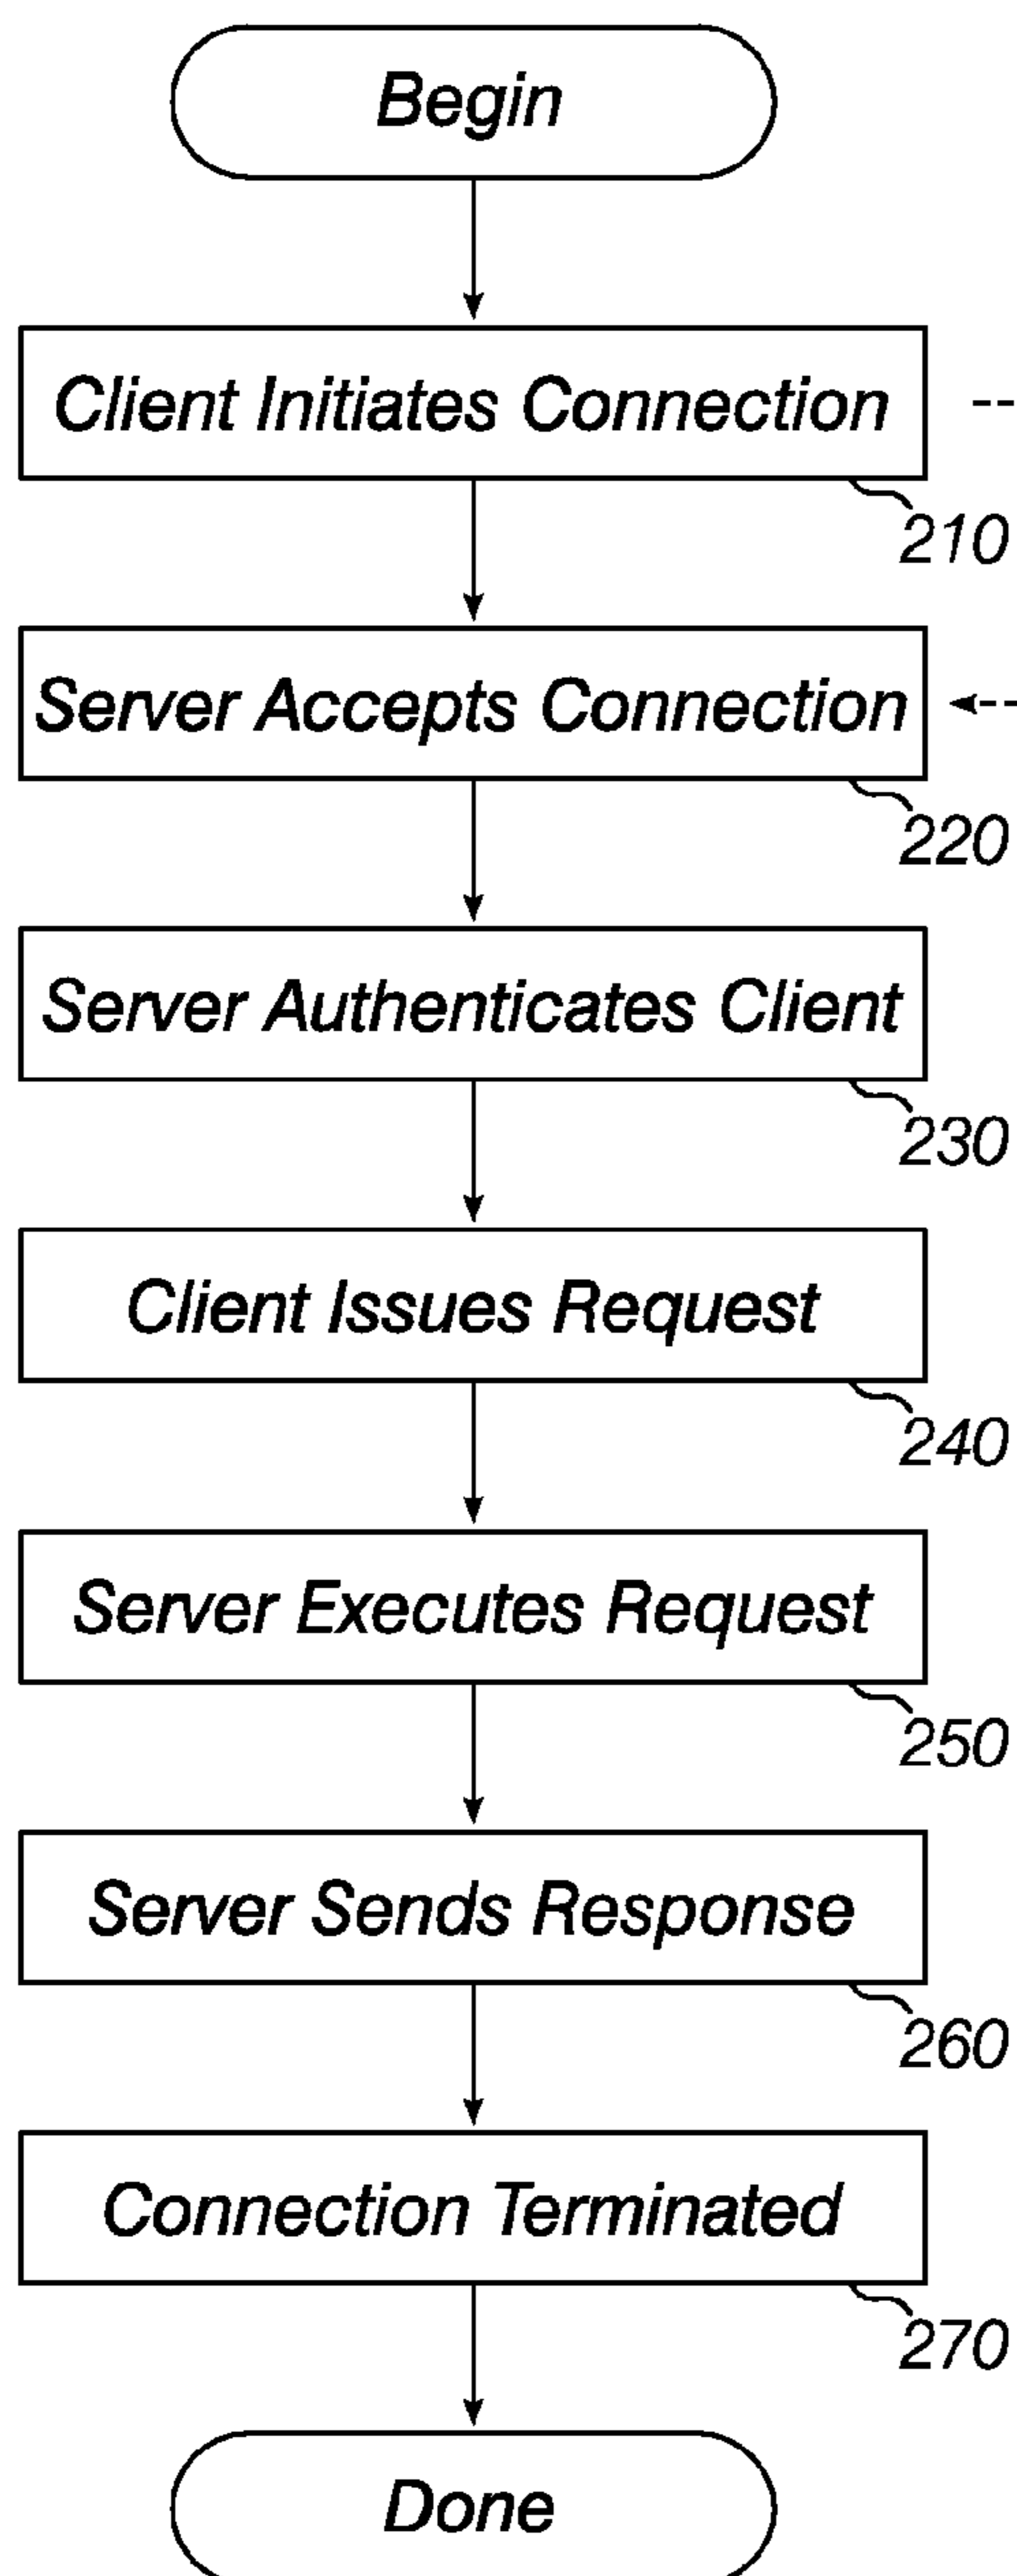 Begin
Client Initiates Connection
210
Server Accepts Connection
220
Server Authenticates Client
230
Client Issues Request
240
Server Executes Request
250
Server Sends Response
260
Connection Terminated
270
Done